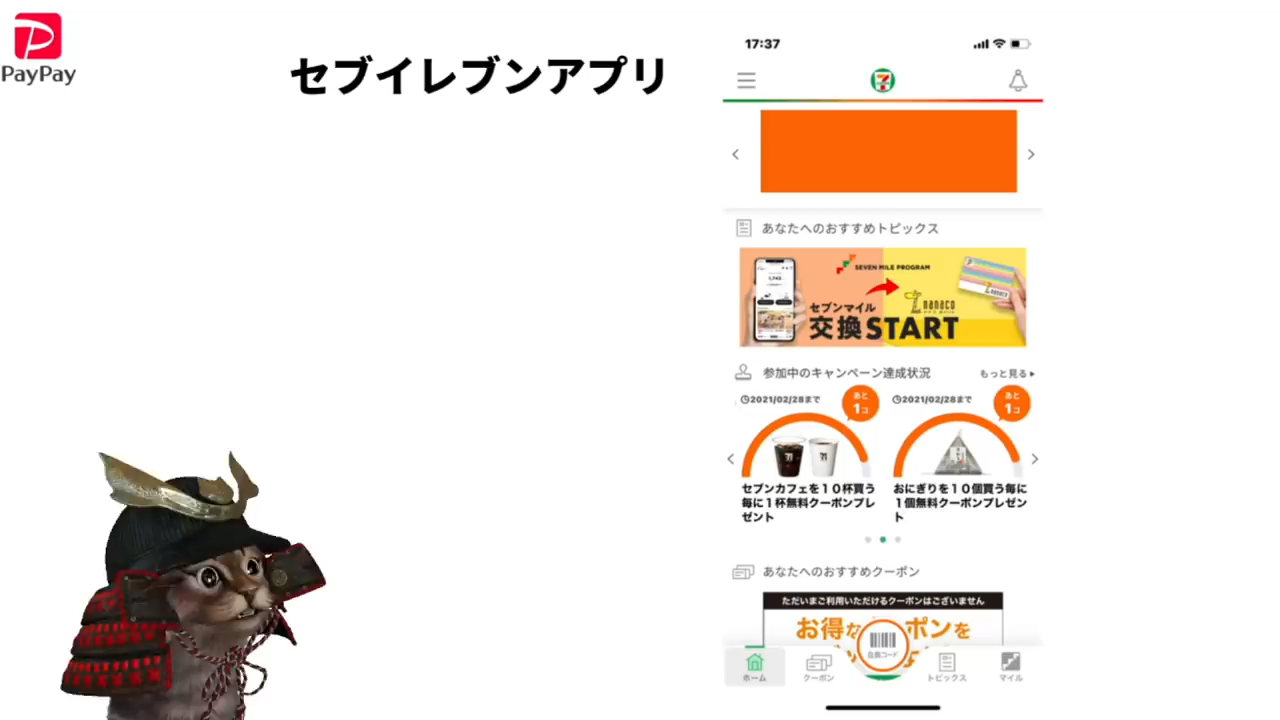 PayPay
セブイレブンアプリ
17:37
あなたへのおすすめトピックス
SEVEN MILE PROGRAM
セブンマイル
nanaco
交換START
参加中のキャンペーン達成状況
もっと見る
2021/02/28まで
あと
1コ
2021/02/28まで
あと
1コ
セブンカフェを10杯買う
毎に1杯無料クーポンプレ
ゼント
おにぎりを10個買う毎に
1個無料クーポンプレゼン
ト
あなたへのおすすめクーポン
ただいまご利用いただけるクーポンはございません
お得な
ポンを
会員コード
ホーム
クーポン
トピックス
マイル